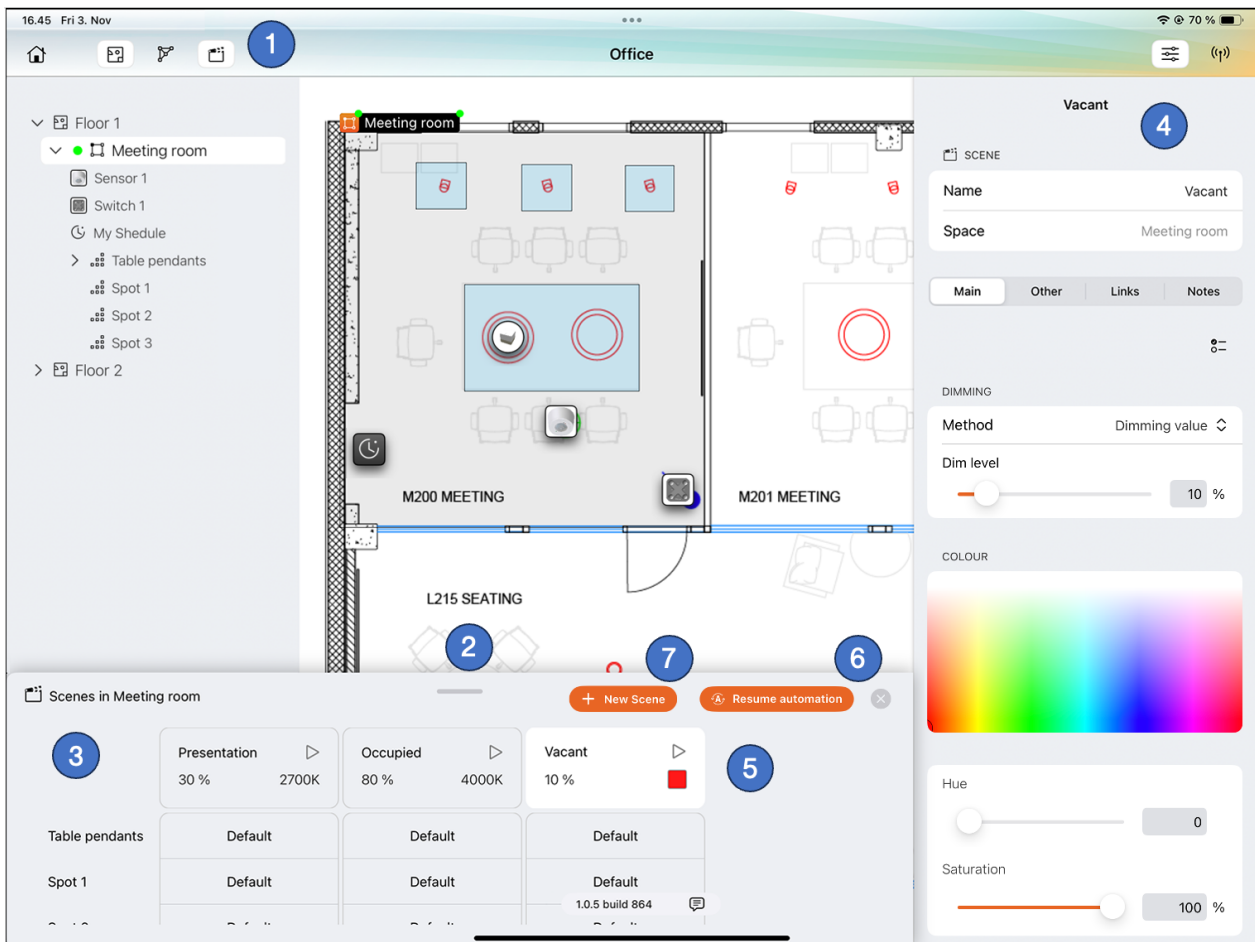 16.45 Fri 3. Nov
70 %
1
Office
Floor 1
Meeting room
Sensor 1
Switch 1
My Shedule
Table pendants
Spot 1
Spot 2
Spot 3
Floor 2
Meeting room
M200 MEETING
M201 MEETING
L215 SEATING
2
7
6
Vacant
4
SCENE
Name Vacant
Space Meeting room
Main Other Links Notes
DIMMING
Method Dimming value
Dim level
10 %
COLOUR
Hue
0
Saturation
100 %
Scenes in Meeting room
+ New Scene
Resume automation
3
Presentation
30 % 2700K
Occupied
80 % 4000K
Vacant
10 %
5
Table pendants Default Default Default
Spot 1 Default Default Default
1.0.5 build 864